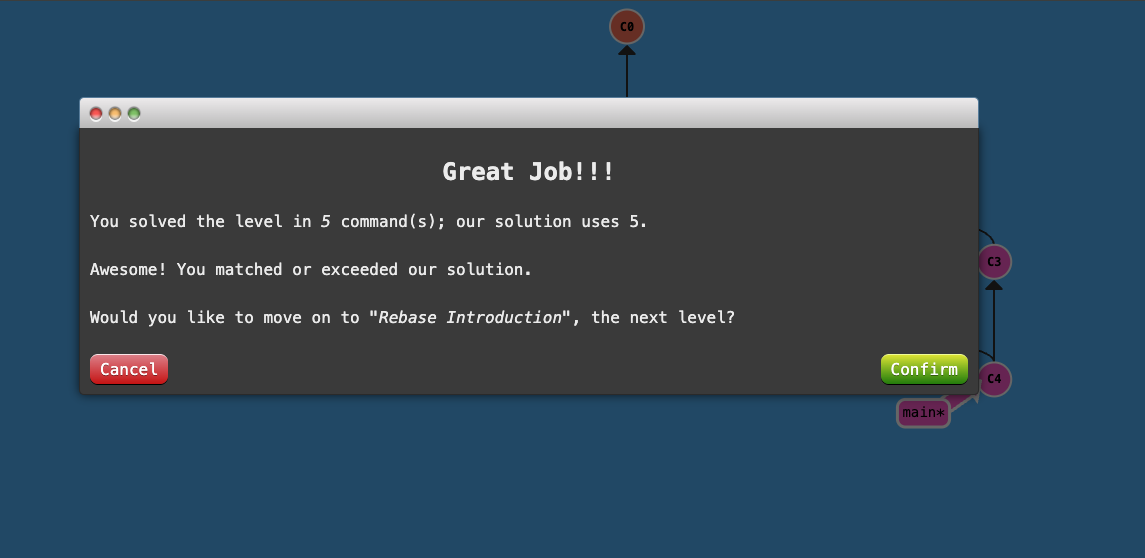 C0
Great Job!!!
You solved the level in 5 command(s); our solution uses 5.
Awesome! You matched or exceeded our solution.
C3
Would you like to move on to "Rebase Introduction", the next level?
Cancel
Confirm
C4
main*